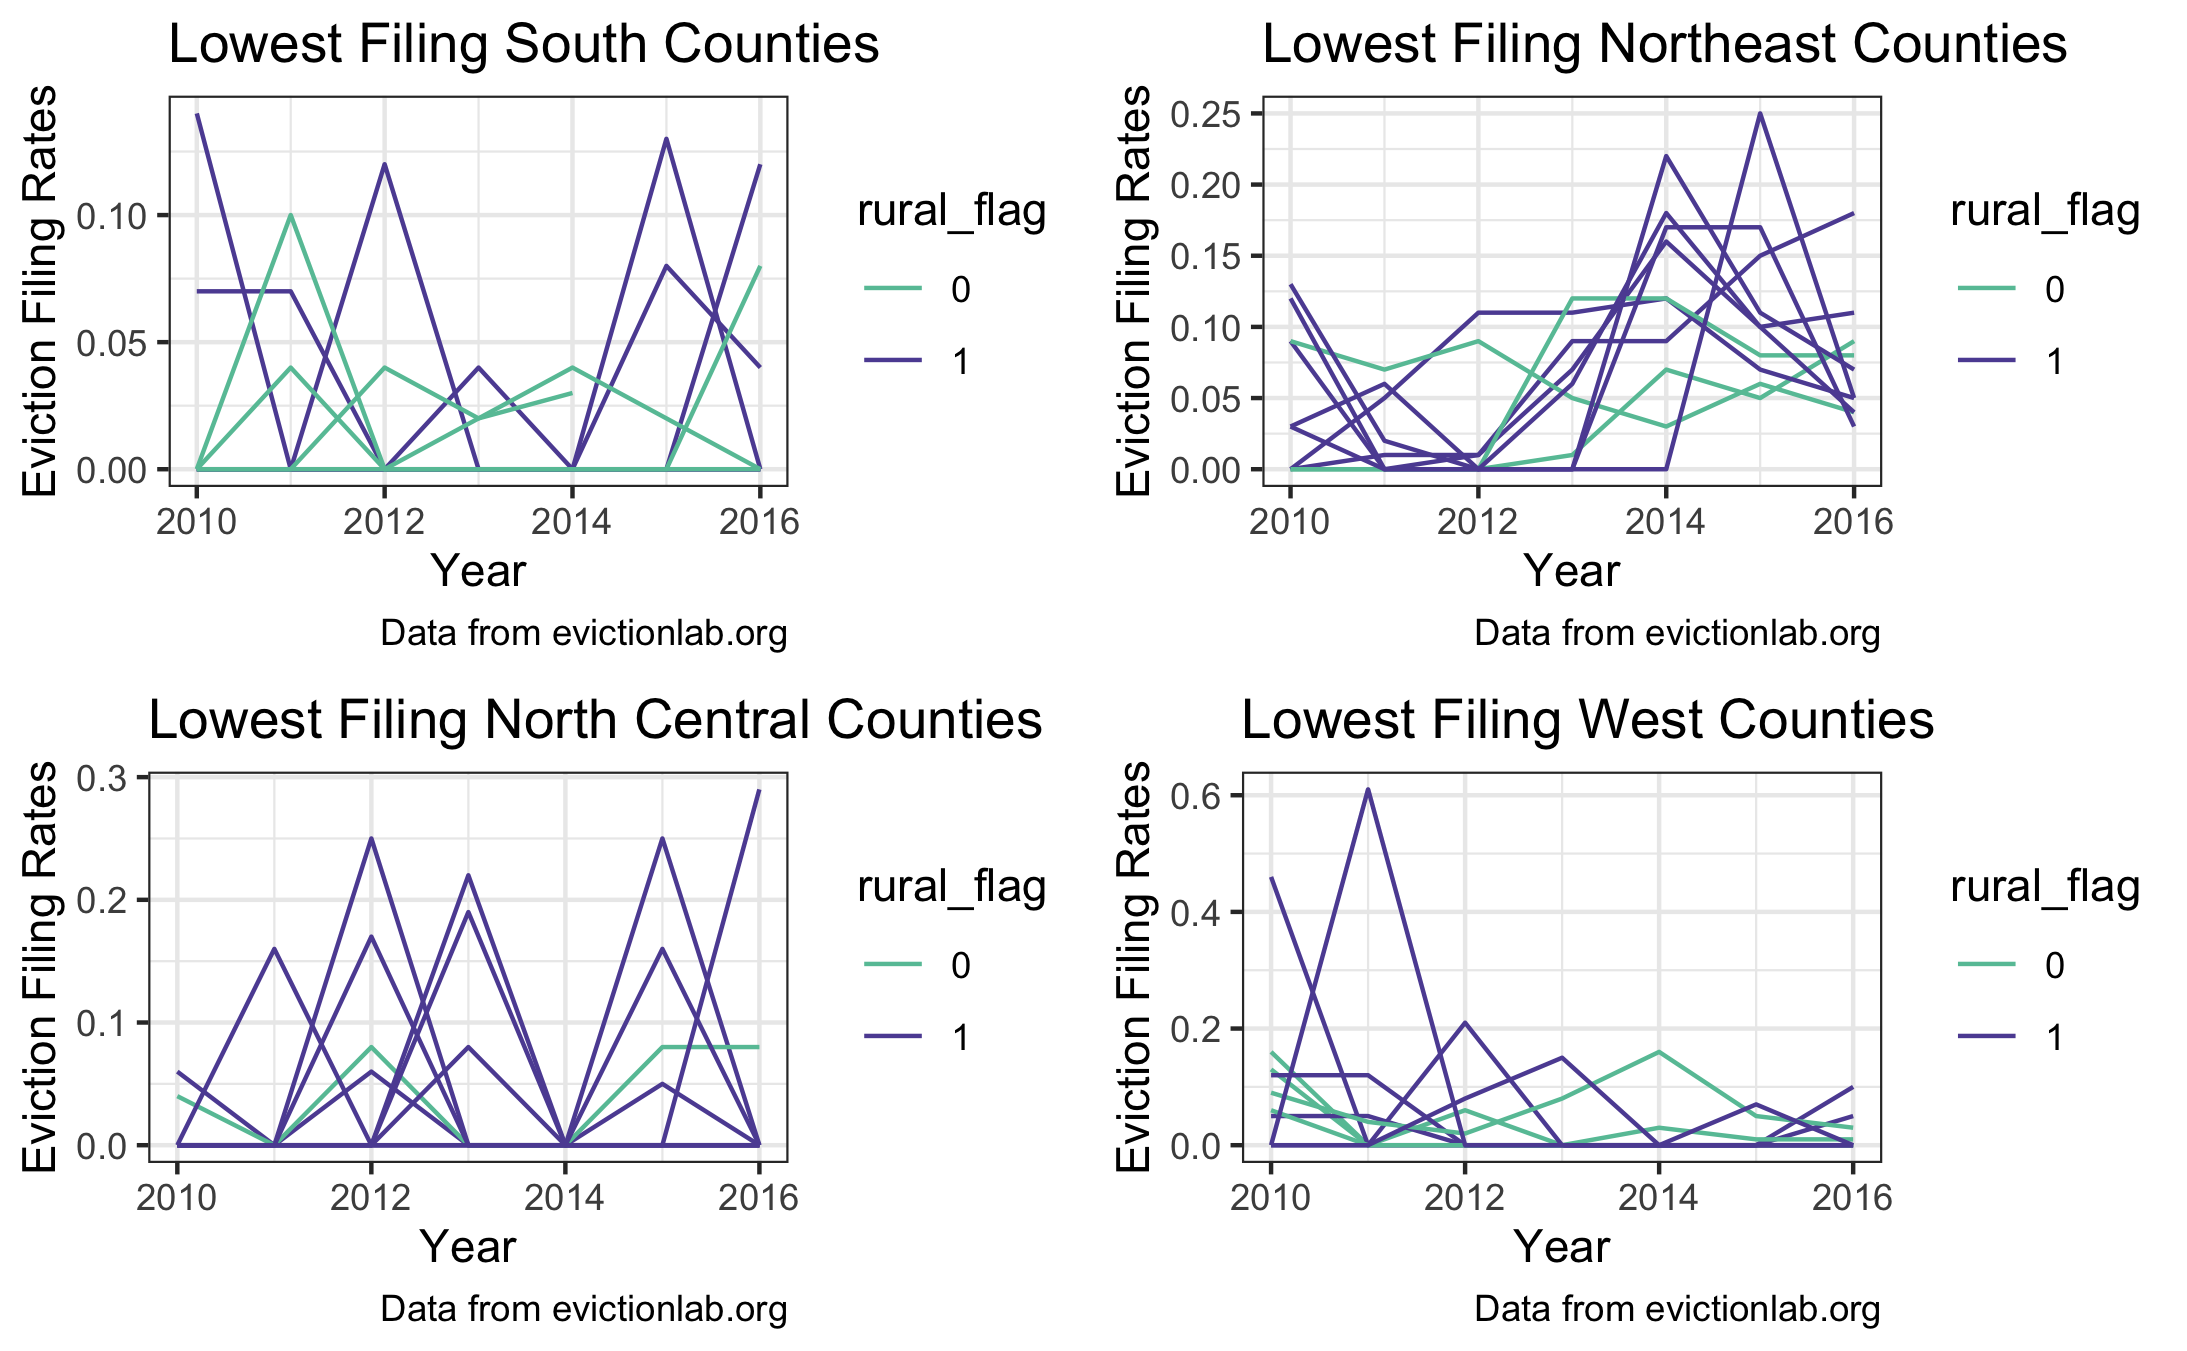 Lowest Filing South Counties
Eviction Filing Rates
0.10
0.05
0.00
2010 2012 2014 2016
Year
rural_flag
0
1
Data from evictionlab.org
Lowest Filing Northeast Counties
Eviction Filing Rates
0.25
0.20
0.15
0.10
0.05
0.00
2010 2012 2014 2016
Year
rural_flag
0
1
Data from evictionlab.org
Lowest Filing North Central Counties
Eviction Filing Rates
0.3
0.2
0.1
0.0
2010 2012 2014 2016
Year
rural_flag
0
1
Data from evictionlab.org
Lowest Filing West Counties
Eviction Filing Rates
0.6
0.4
0.2
0.0
2010 2012 2014 2016
Year
rural_flag
0
1
Data from evictionlab.org